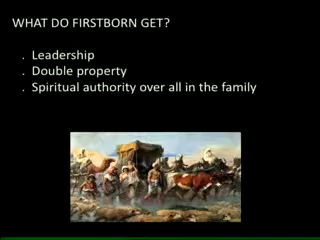 WHAT DO FIRSTBORN GET?
. Leadership
. Double property
. Spiritual authority over all in the family